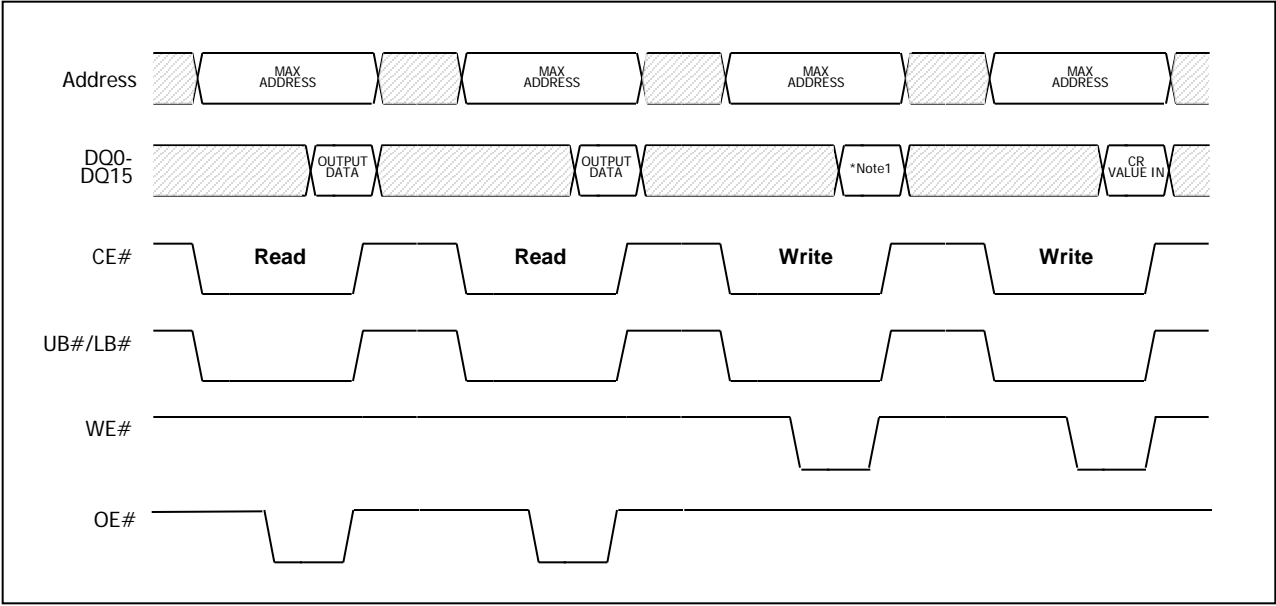 Address
MAX
ADDRESS
MAX
ADDRESS
MAX
ADDRESS
MAX
ADDRESS
DQ0-
DQ15
OUTPUT
DATA
OUTPUT
DATA
*Note1
CR
VALUE IN
CE#
Read
Read
Write
Write
UB#/LB#
WE#
OE#